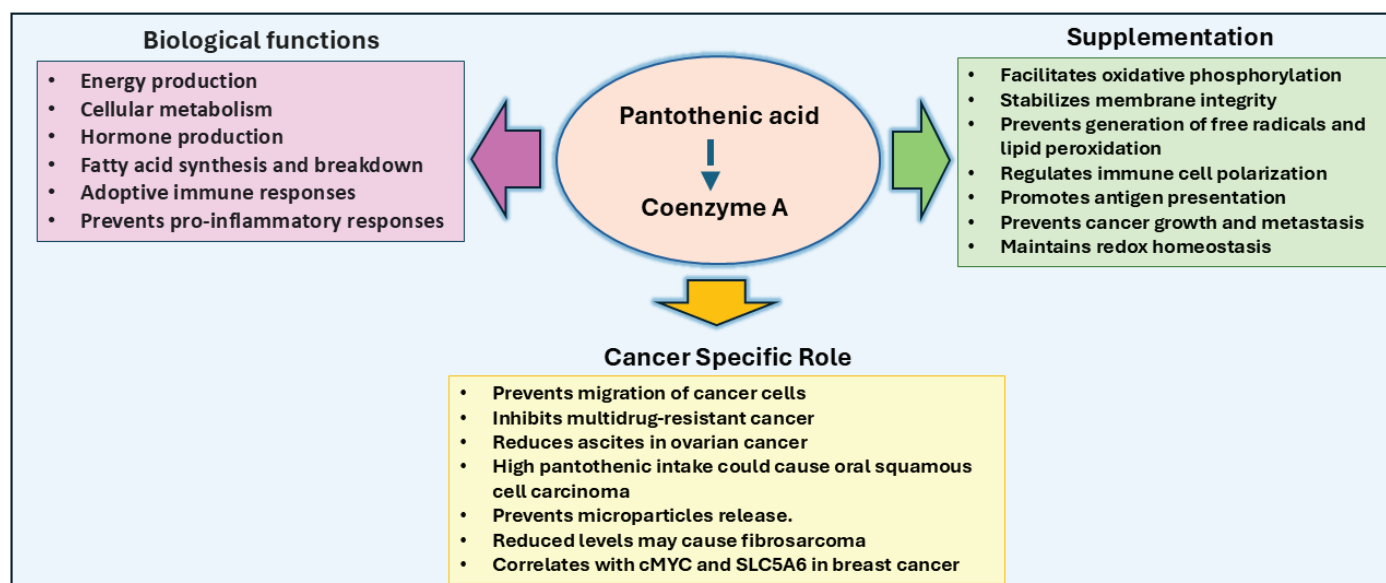 Biological functions
• Energy production
• Cellular metabolism
• Hormone production
• Fatty acid synthesis and breakdown
• Adoptive immune responses
• Prevents pro-inflammatory responses
Pantothenic acid
Coenzyme A
Supplementation
• Facilitates oxidative phosphorylation
• Stabilizes membrane integrity
• Prevents generation of free radicals and
lipid peroxidation
• Regulates immune cell polarization
• Promotes antigen presentation
• Prevents cancer growth and metastasis
• Maintains redox homeostasis
Cancer Specific Role
• Prevents migration of cancer cells
• Inhibits multidrug-resistant cancer
• Reduces ascites in ovarian cancer
• High pantothenic intake could cause oral squamous
cell carcinoma
• Prevents microparticles release.
• Reduced levels may cause fibrosarcoma
• Correlates with cMYC and SLC5A6 in breast cancer